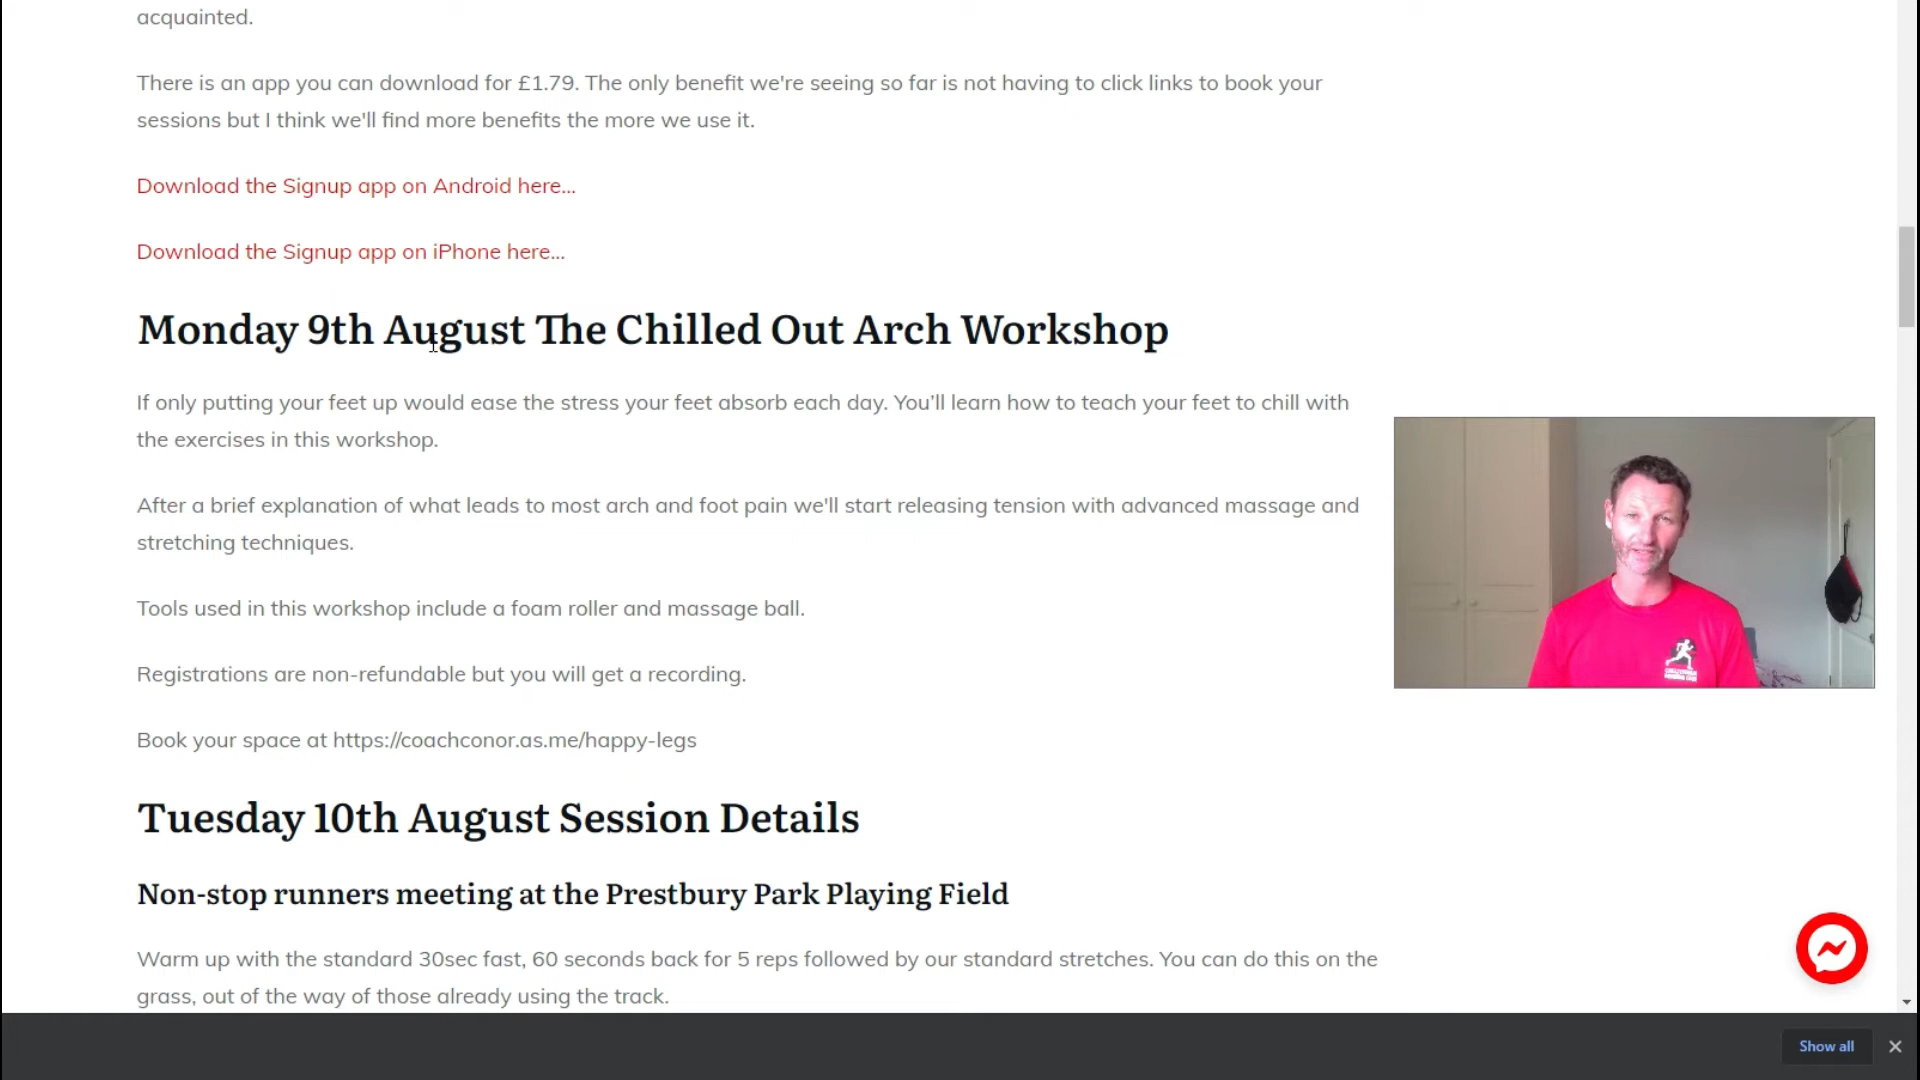 acquainted.
There is an app you can download for £1.79. The only benefit we're seeing so far is not having to click links to book your
sessions but I think we'll find more benefits the more we use it.
Download the Signup app on Android here...
Download the Signup app on iPhone here...
Monday 9th August The Chilled Out Arch Workshop
If only putting your feet up would ease the stress your feet absorb each day. You’ll learn how to teach your feet to chill with
the exercises in this workshop.
After a brief explanation of what leads to most arch and foot pain we'll start releasing tension with advanced massage and
stretching techniques.
Tools used in this workshop include a foam roller and massage ball.
Registrations are non-refundable but you will get a recording.
Book your space at https://coachconor.as.me/happy-legs
Tuesday 10th August Session Details
Non-stop runners meeting at the Prestbury Park Playing Field
Warm up with the standard 30sec fast, 60 seconds back for 5 reps followed by our standard stretches. You can do this on the
grass, out of the way of those already using the track.
Show all